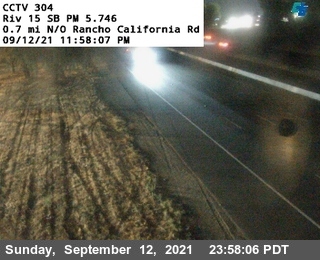 CCTV 304
Riv 15 SB PM 5.746
0.7 mi N/O Rancho California Rd
09/12/21 11:58:07 PM
Sunday, September 12, 2021 23:58:06 PDT